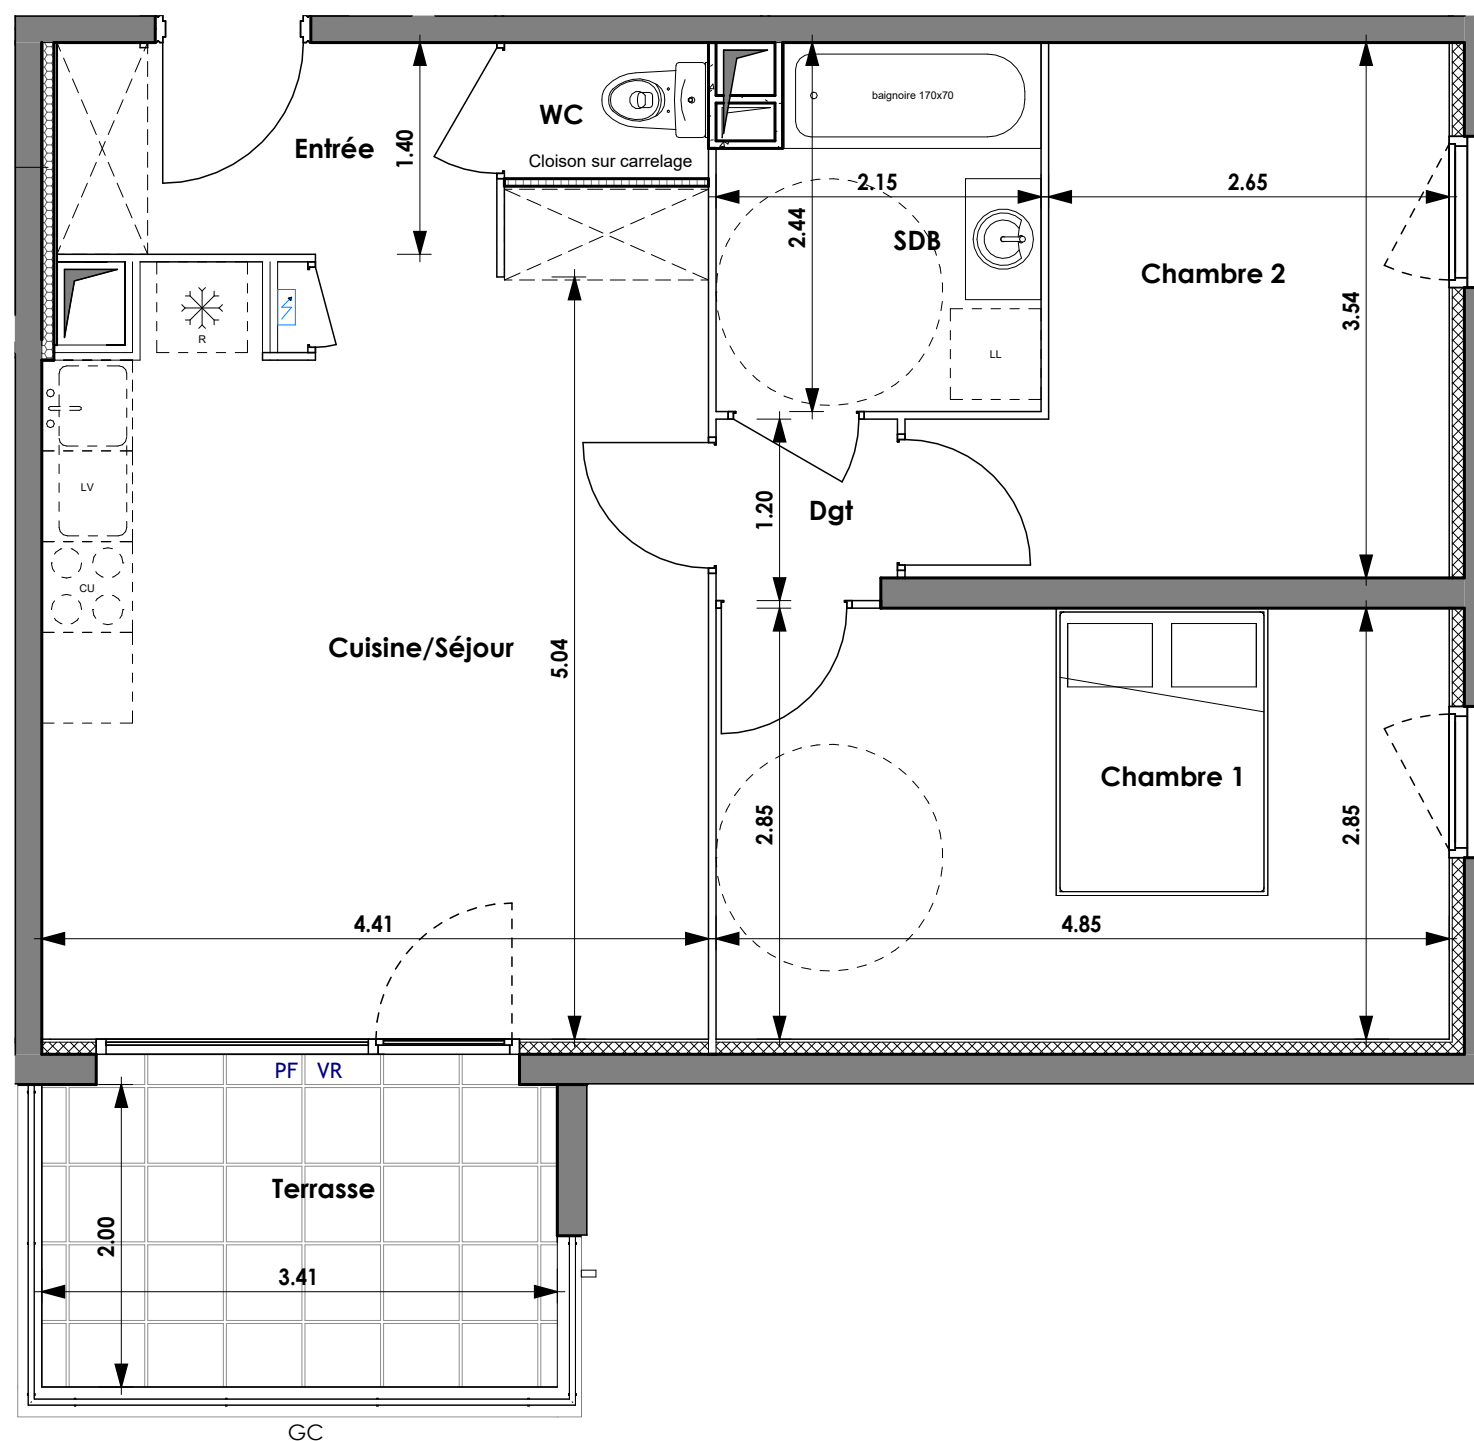 baignoire 170x70
WC
Entrée
1.40
Cloison sur carrelage
2.15
2.65
2.44
SDB
Chambre 2
3.54
R
LL
LV
1.20
Dgt
CU
Cuisine/Séjour
5.04
Chambre 1
2.85
2.85
4.41
4.85
PF VR
Terrasse
2.00
3.41
GC